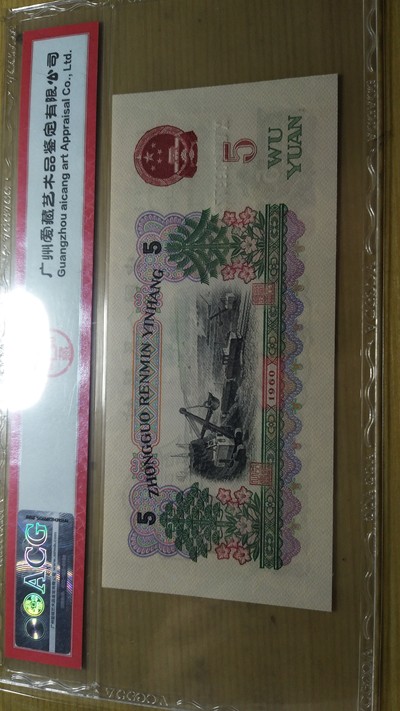 广州爱藏艺术品鉴定有限公司
Guangzhou aicang art Appraisal Co., Ltd.
ACG
5 ZHONGGUO RENMIN YINHANG 5
5
WU
YUAN
1960